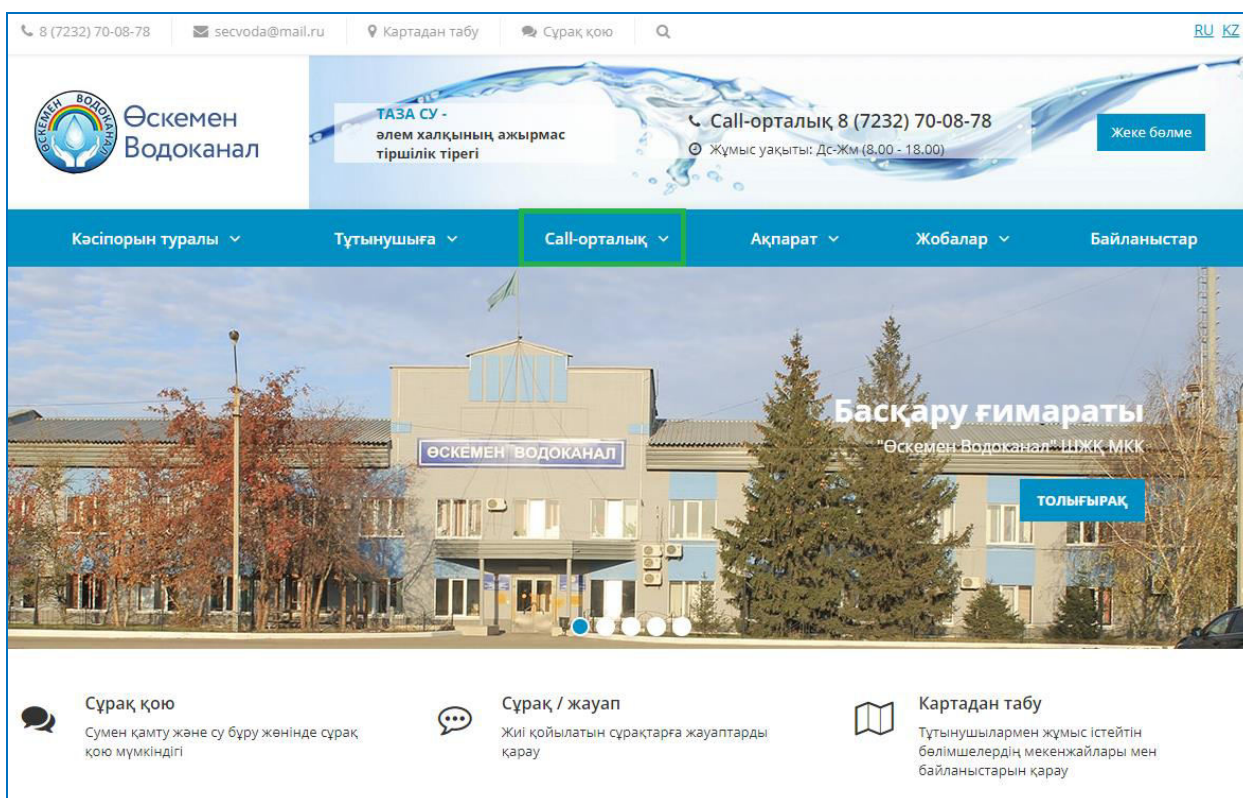 8 (7232) 70-08-78 secvoda@mail.ru Картадан табу Сұрақ қою RU KZ
ӨСКЕМЕН ВОДОКАНАЛ
Өскемен
Водоканал
ТАЗА СУ -
әлем халқының ажырмас
тіршілік тірегі
Call-орталық 8 (7232) 70-08-78
Жұмыс уақыты: Дс-Жм (8.00 - 18.00)
Жеке бөлме
Кәсіпорын туралы Тұтынушыға Call-орталық Ақпарат Жобалар Байланыстар
ӨСКЕМЕН ВОДОКАНАЛ
Басқару ғимараты
"Өскемен Водоканал" ШЖҚ МКК
ТОЛЫҒЫРАҚ
Сұрақ қою
Сумен қамту және су бұру жөнінде сұрақ
қою мүмкіндігі
Сұрақ / жауап
Жиі қойылатын сұрақтарға жауаптарды
қарау
Картадан табу
Тұтынушылармен жұмыс істейтін
бөлімшелердің мекенжайлары мен
байланыстарын қарау